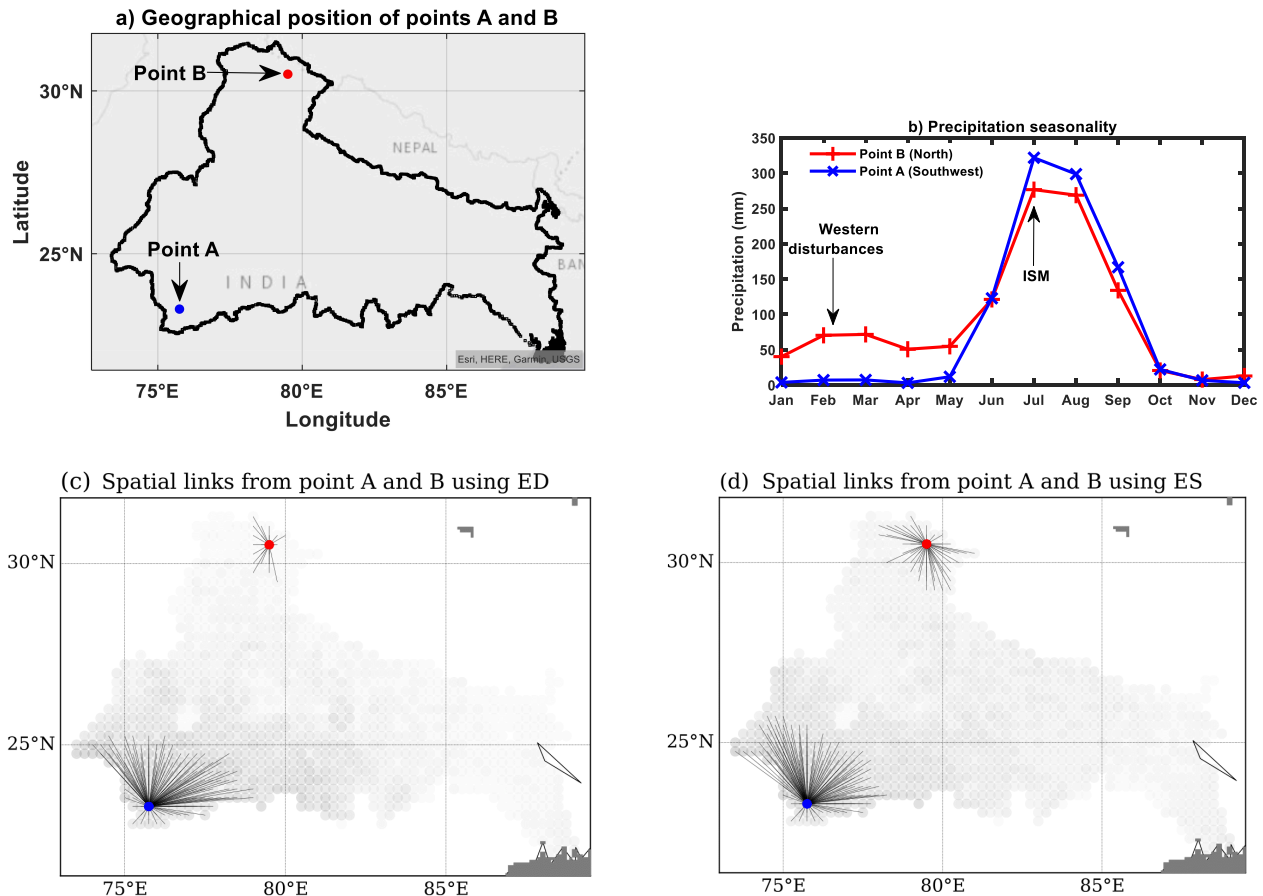 a) Geographical position of points A and B
30°N
25°N
Latitude
Point B
Point A
NEPAL
INDIA
BAN
Esri, HERE, Garmin, USGS
75°E 80°E 85°E
Longitude
b) Precipitation seasonality
350
300
250
200
150
100
50
0
Precipitation (mm)
Point B (North)
Point A (Southwest)
Western
disturbances
ISM
Jan Feb Mar Apr May Jun Jul Aug Sep Oct Nov Dec
(c) Spatial links from point A and B using ED
30°N
25°N
75°E 80°E 85°E
(d) Spatial links from point A and B using ES
30°N
25°N
75°E 80°E 85°E